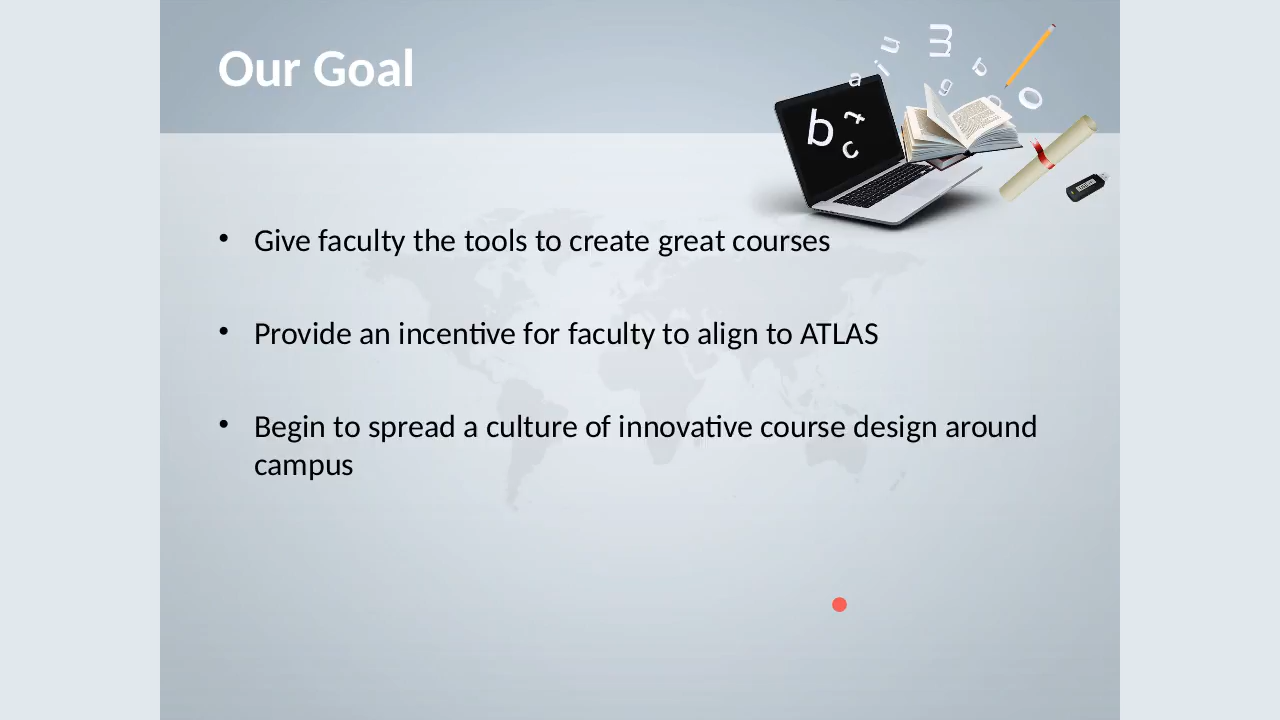 Our Goal
• Give faculty the tools to create great courses
• Provide an incentive for faculty to align to ATLAS
• Begin to spread a culture of innovative course design around
campus